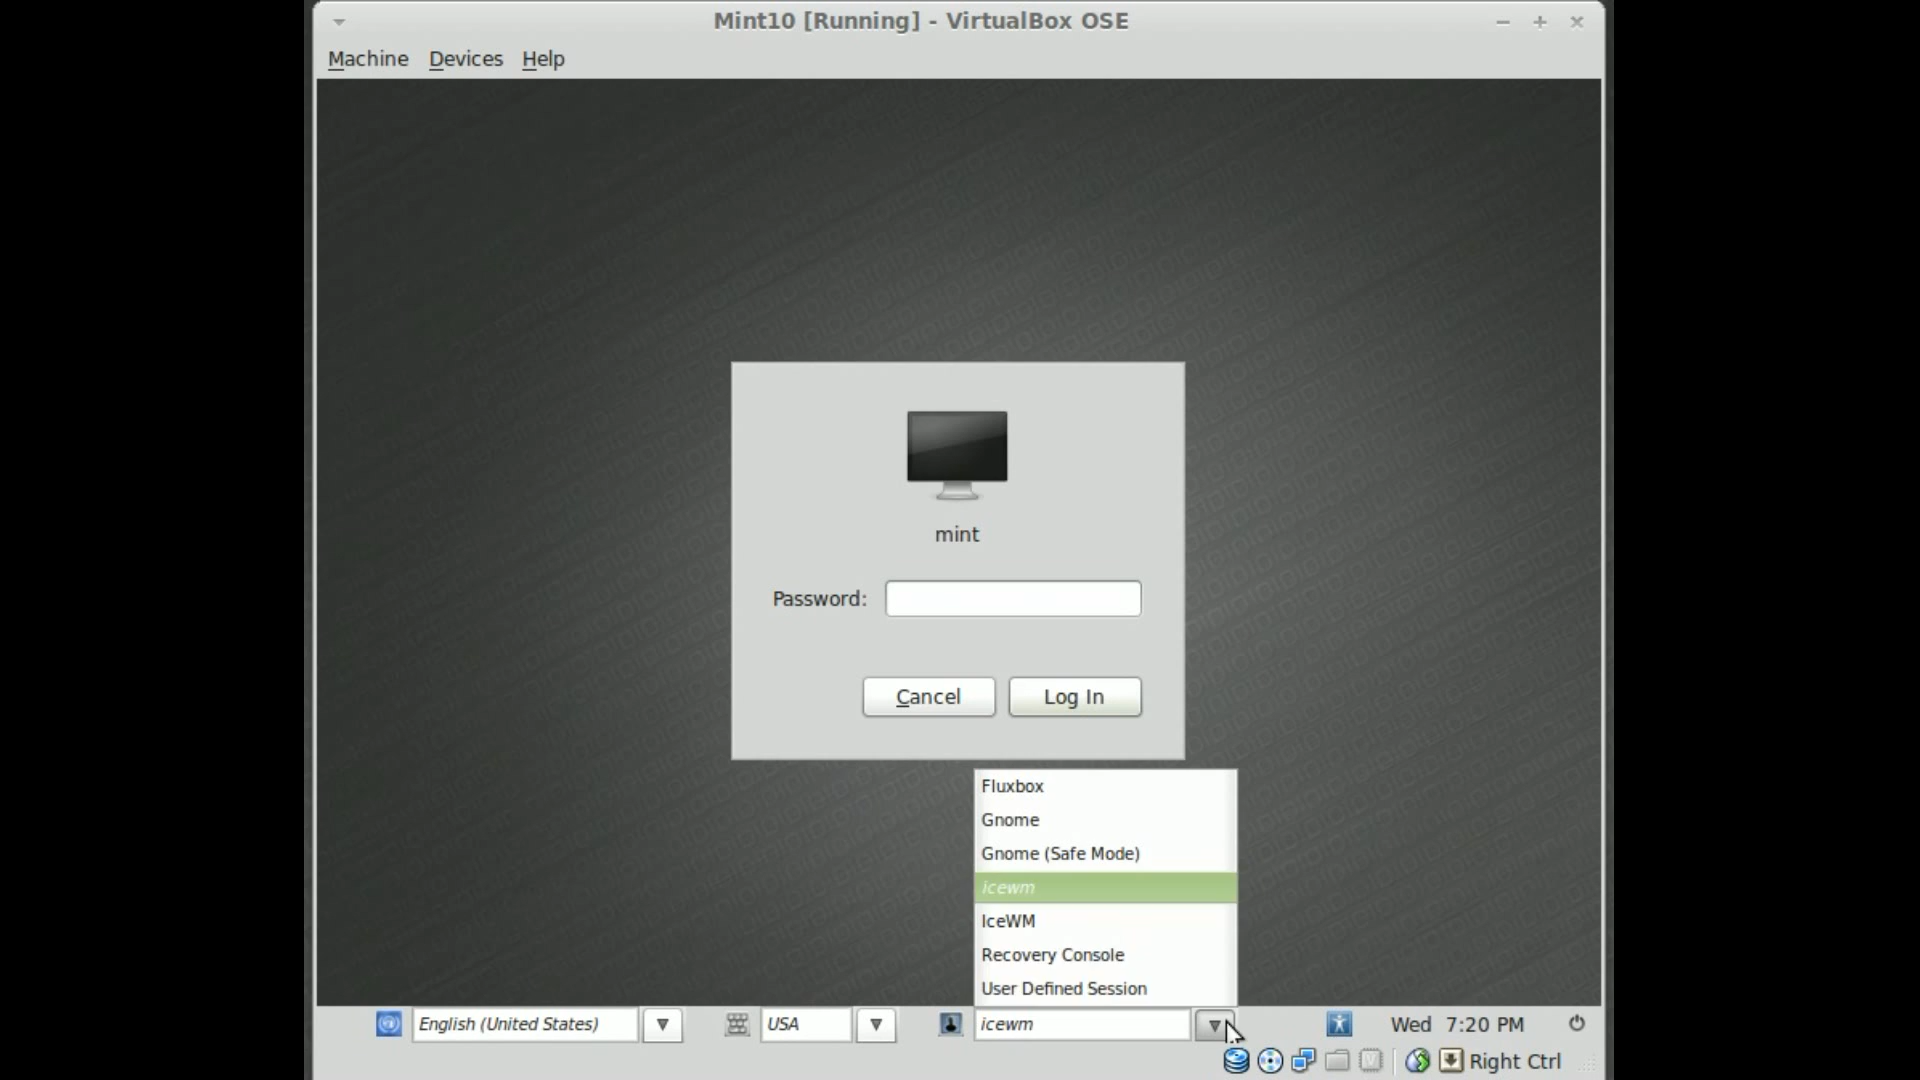 Mint10 [Running] - VirtualBox OSE
Machine Devices Help
mint
Password:
Cancel Log In
Fluxbox
Gnome
Gnome (Safe Mode)
icewm
IceWM
Recovery Console
User Defined Session
English (United States) USA icewm Wed 7:20 PM
Right Ctrl